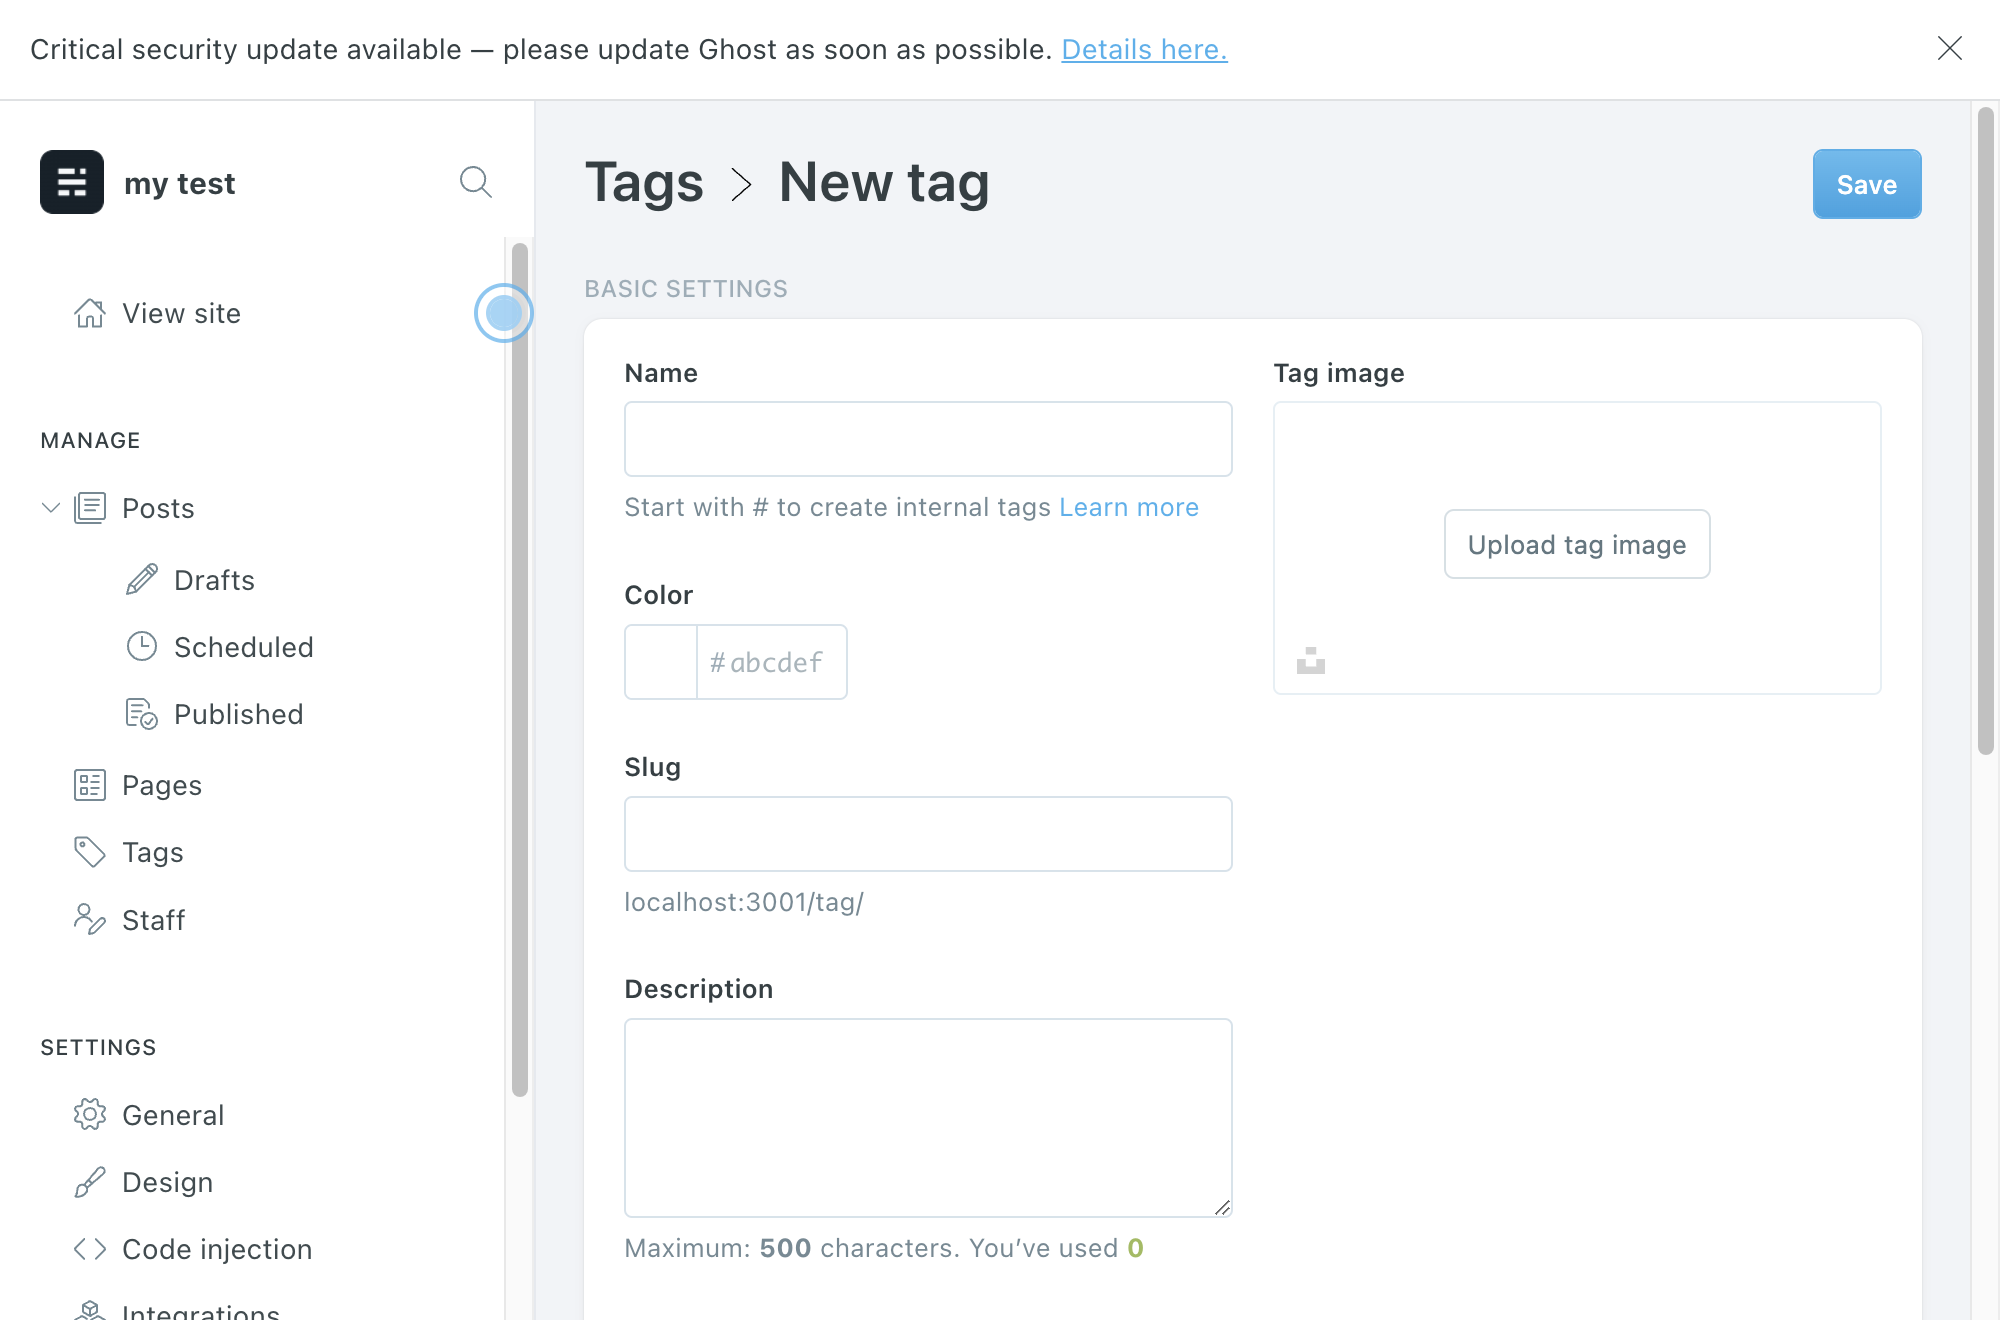 Critical security update available — please update Ghost as soon as possible. Details here.
my test
View site
MANAGE
Posts
Drafts
Scheduled
Published
Pages
Tags
Staff
SETTINGS
General
Design
Code injection
Integrations
Tags > New tag
Save
BASIC SETTINGS
Name
Start with # to create internal tags Learn more
Color
#abcdef
Slug
localhost:3001/tag/
Description
Maximum: 500 characters. You’ve used 0
Tag image
Upload tag image